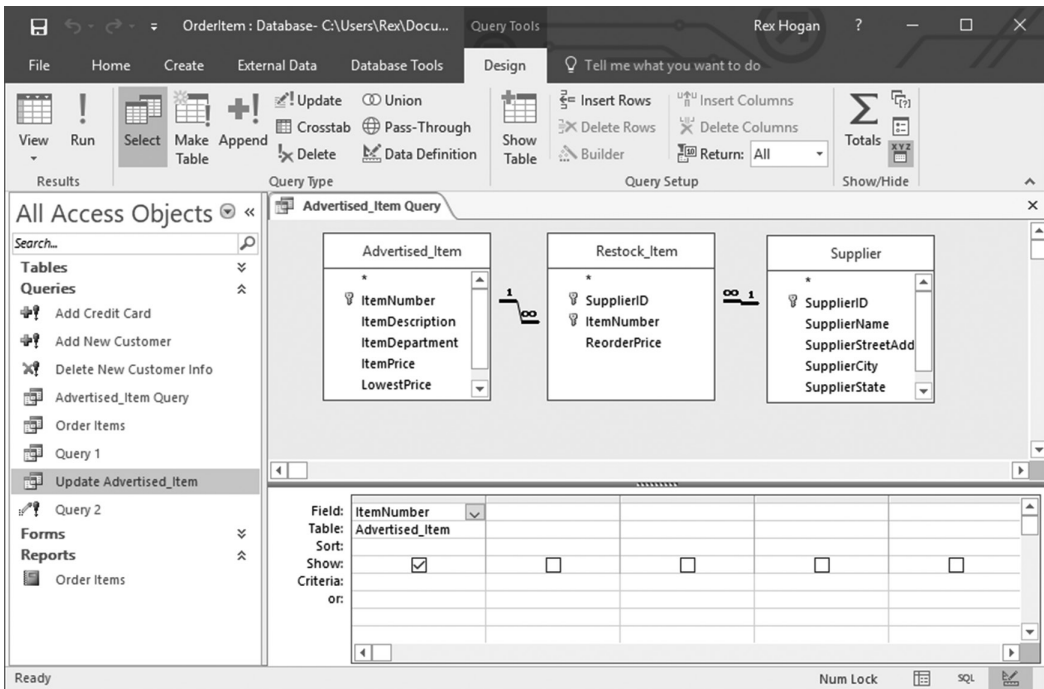 OrderItem : Database- C:\Users\Rex\Docu... Query Tools Rex Hogan ?
File Home Create External Data Database Tools Design Tell me what you want to do
View
Run
Select
Make Table
Append
Update
Crosstab
Delete
Union
Pass-Through
Data Definition
Show Table
Insert Rows
Delete Rows
Builder
Insert Columns
Delete Columns
Return: All
Totals
XYZ
Results Query Type Query Setup Show/Hide
All Access Objects «
Search...
Tables
Queries
Add Credit Card
Add New Customer
Delete New Customer Info
Advertised_Item Query
Order Items
Query 1
Update Advertised_Item
Query 2
Forms
Reports
Order Items
Advertised_Item Query
Advertised_Item
*
ItemNumber
ItemDescription
ItemDepartment
ItemPrice
LowestPrice
1 ∞
Restock_Item
*
SupplierID
ItemNumber
ReorderPrice
∞ 1
Supplier
*
SupplierID
SupplierName
SupplierStreetAdd
SupplierCity
SupplierState
Field: ItemNumber
Table: Advertised_Item
Sort:
Show:
Criteria:
or:
Ready Num Lock SQL